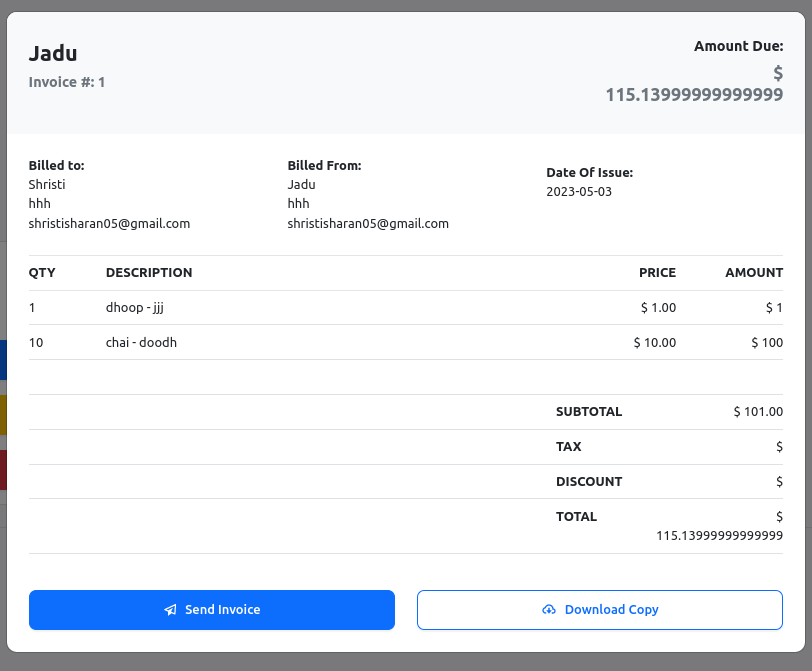 Jadu
Invoice #: 1
Amount Due:
$
115.13999999999999
Billed to:
Shristi
hhh
shristisharan05@gmail.com
Billed From:
Jadu
hhh
shristisharan05@gmail.com
Date Of Issue:
2023-05-03
QTY DESCRIPTION PRICE AMOUNT
1 dhoop - jjj $ 1.00 $ 1
10 chai - doodh $ 10.00 $ 100
SUBTOTAL $ 101.00
TAX $
DISCOUNT $
TOTAL $
115.13999999999999
Send Invoice
Download Copy